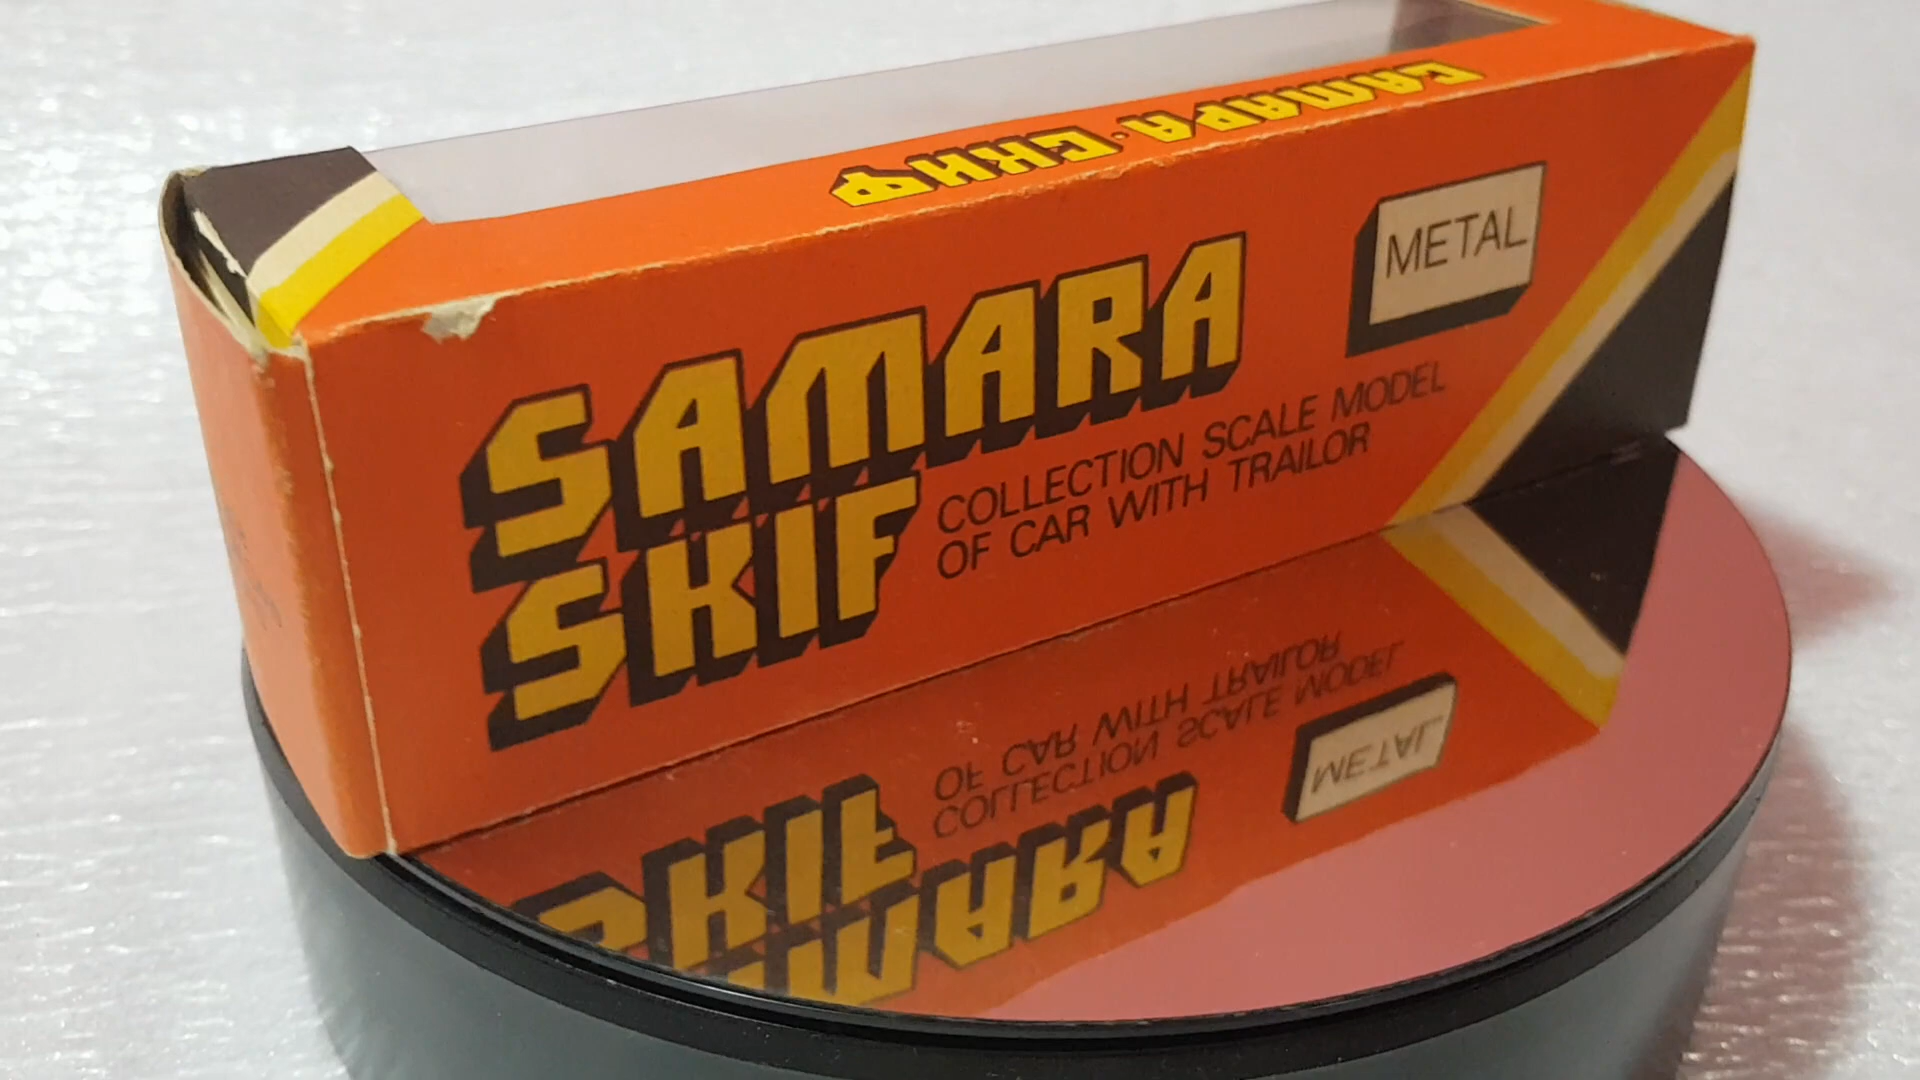 САМАРА·СКИФ
SAMARA
SKIF
METAL
COLLECTION SCALE MODEL
OF CAR WITH TRAILOR